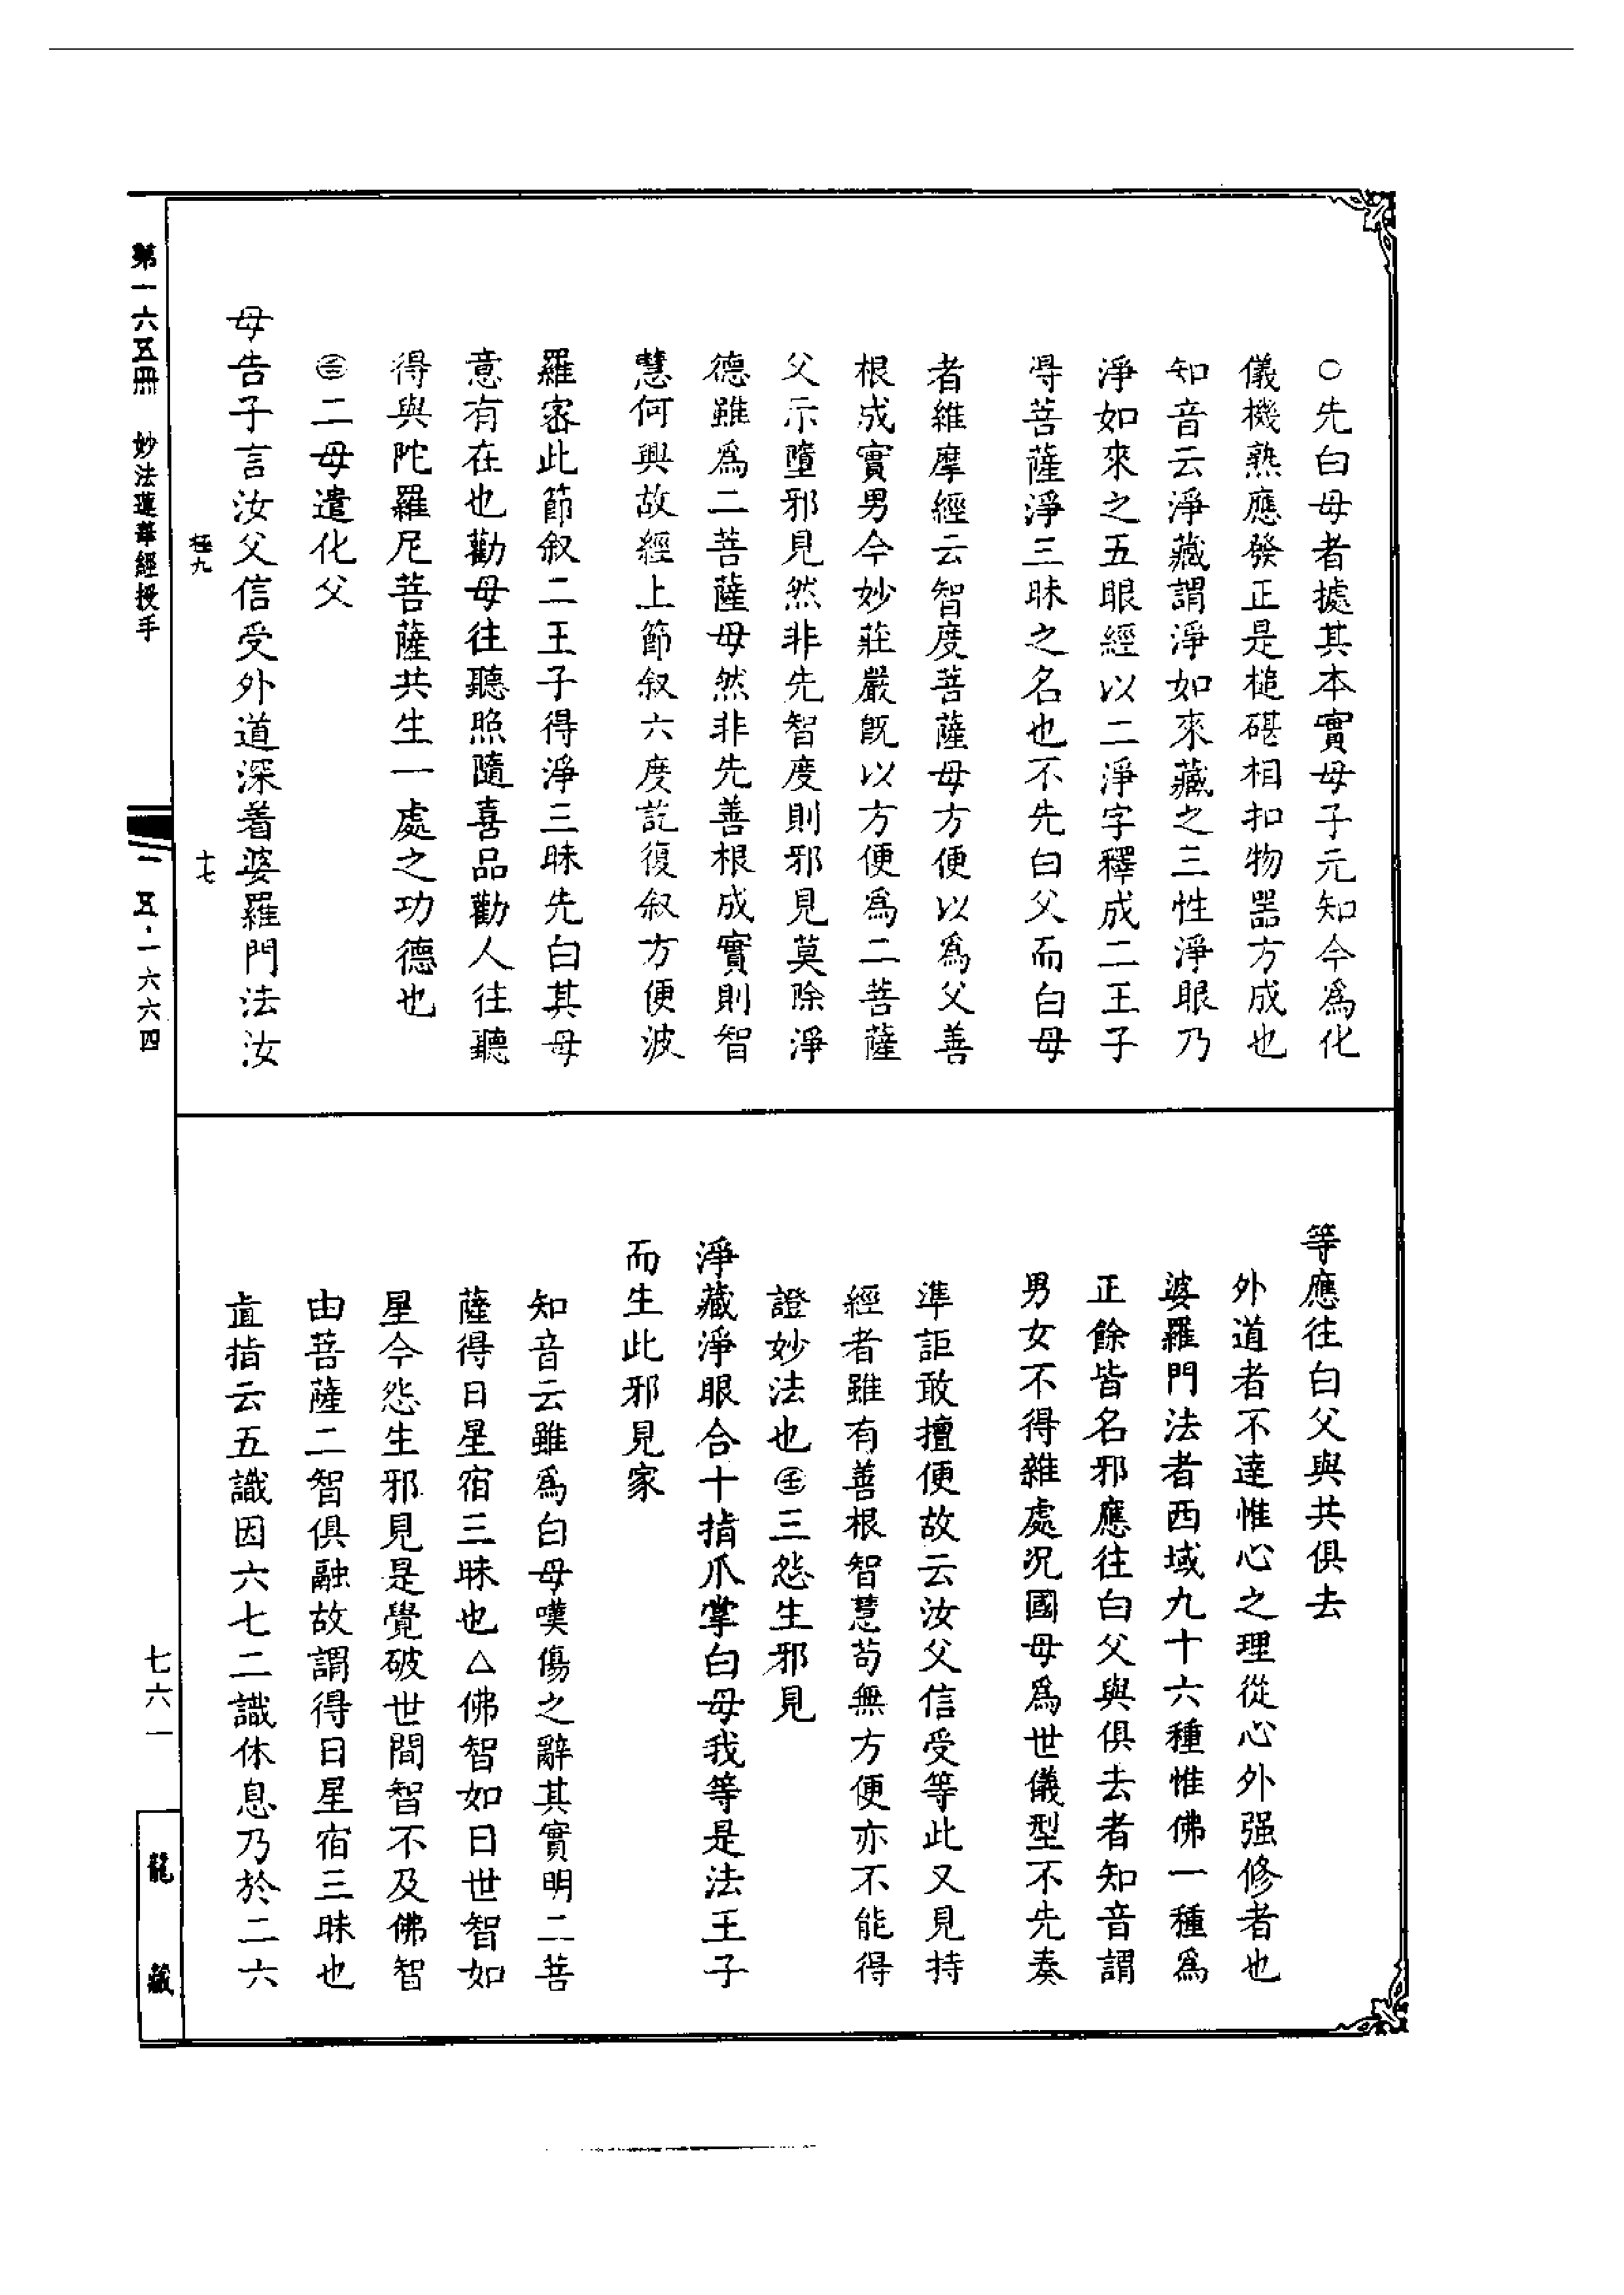 ○先白母者據其本實母子元知今爲化
儀機熟應發正是槌碪相扣物噐方成也
知音云淨藏謂淨如來藏之三性淨眼乃
淨如來之五眼經以二淨字釋成二王子
得菩薩淨三昧之名也不先白父而白母
者維摩經云智度菩薩母方便以爲父善
根成實男今妙莊嚴旣以方便爲二菩薩
父示墮邪見然非先智度則邪見莫除淨
德雖爲二菩薩母然非先善根成實則智
慧何興故經上節叙六度訖復叙方便波
羅密此節叙二王子得淨三昧先白其母
意有在也勸母往聽照隨喜品勸人往聽
得與陀羅尼菩薩共生一處之功德也
㊁二母遣化父
母告子言汝父信受外道深着婆羅門法汝
極九
十七
等應往白父與共俱去
外道者不達惟心之理從心外强修者也
婆羅門法者西域九十六種惟佛一種爲
正餘皆名邪應往白父與俱去者知音謂
男女不得雜處况國母爲世儀型不先奏
準詎敢擅便故云汝父信受等此又見持
經者雖有善根智慧苟無方便亦不能得
證妙法也 三怨生邪見
淨藏淨眼合十指爪掌白母我等是法王子
而生此邪見家
知音云雖爲白母嘆傷之辭其實明二菩
薩得日星宿三昧也△佛智如日世智如
星今怨生邪見是覺破世間智不及佛智
由菩薩二智俱融故謂得日星宿三昧也
直指云五識因六七二識休息乃於二六
第一六五冊 妙法蓮華經授手
一五·一六六四
七六一
龍藏